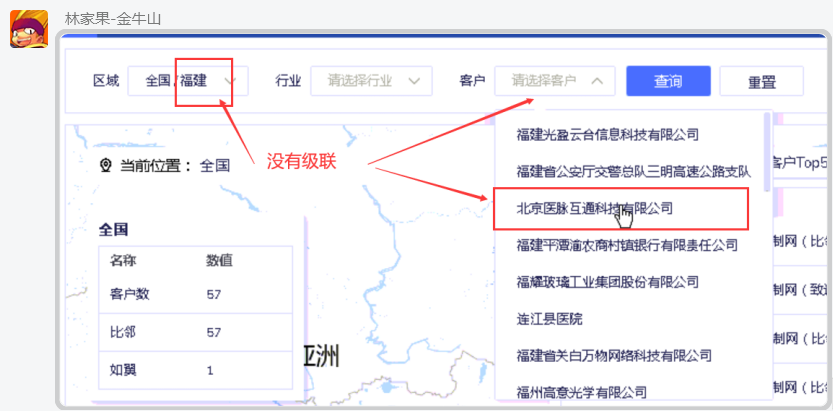 林家果-金牛山
区域 全国 / 福建 行业 请选择行业 客户 请选择客户 查询 重置
没有级联
当前位置： 全国
全国
名称 数值
客户数 57
比邻 57
如翼 1
亚洲
福建光盈云合信息科技有限公司
福建省公安厅交警总队三明高速公路支队
北京医脉互通科技有限公司
福建平潭渝农商村镇银行有限责任公司
福耀玻璃工业集团股份有限公司
连江县医院
福建省关白万物网络科技有限公司
福州高意光学有限公司
客户Top5
制网（比
制网（致
制网（比
制网（比
制网（比